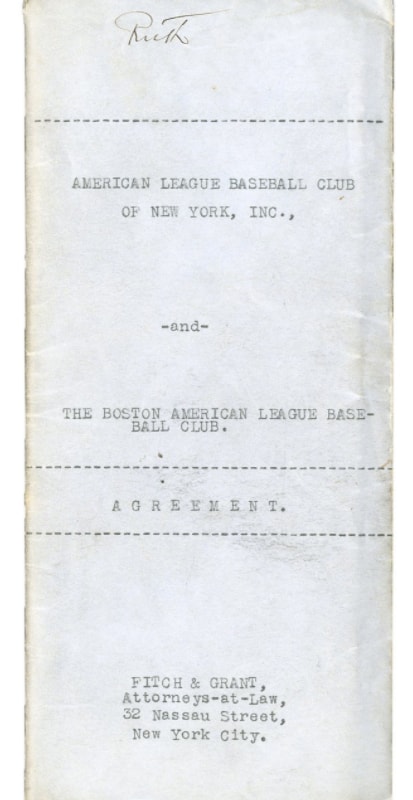 Ruth
AMERICAN LEAGUE BASEBALL CLUB
OF NEW YORK, INC.,
-and-
THE BOSTON AMERICAN LEAGUE BASE-
BALL CLUB.
A G R E E M E N T.
FITCH & GRANT,
Attorneys-at-Law,
32 Nassau Street,
New York City.